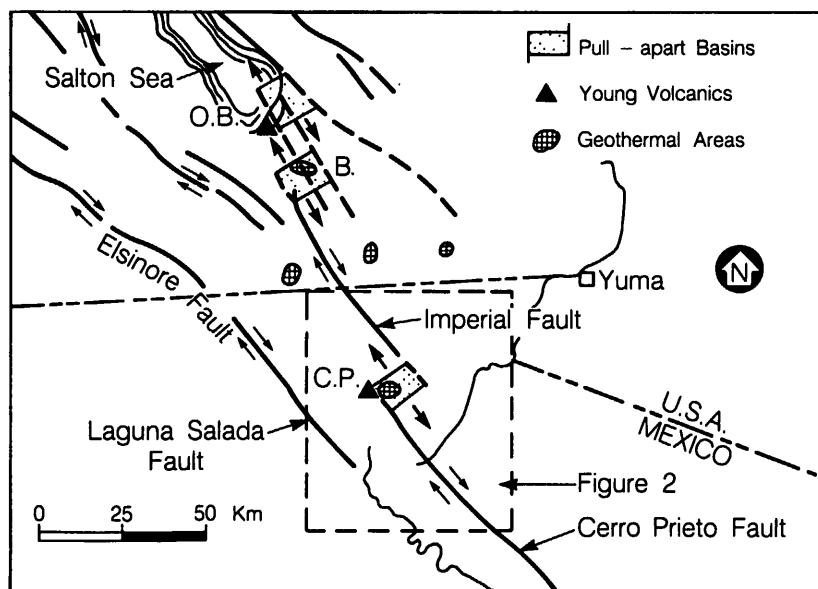 Salton Sea
O.B.
B.
Pull - apart Basins
Young Volcanics
Geothermal Areas
N
Yuma
Elsinore Fault
Imperial Fault
C.P.
U.S.A.
MEXICO
Laguna Salada
Fault
Figure 2
Cerro Prieto Fault
0 25 50 Km